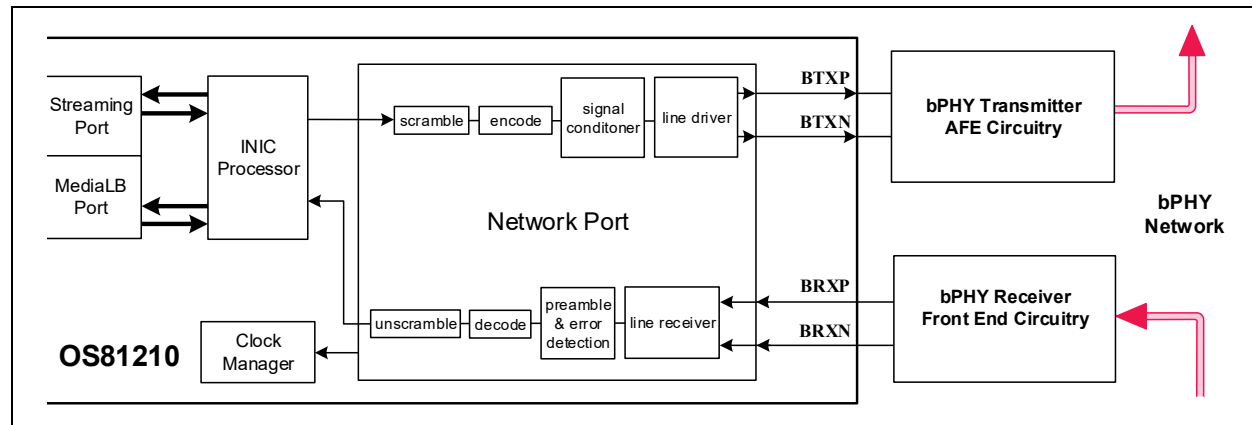 Streaming
Port
MediaLB
Port
INIC
Processor
scramble
encode
signal
conditoner
line driver
BTXP
BTXN
bPHY Transmitter
AFE Circuitry
bPHY
Network
Network Port
unscramble
decode
preamble
& error
detection
line receiver
BRXP
BRXN
bPHY Receiver
Front End Circuitry
OS81210
Clock
Manager